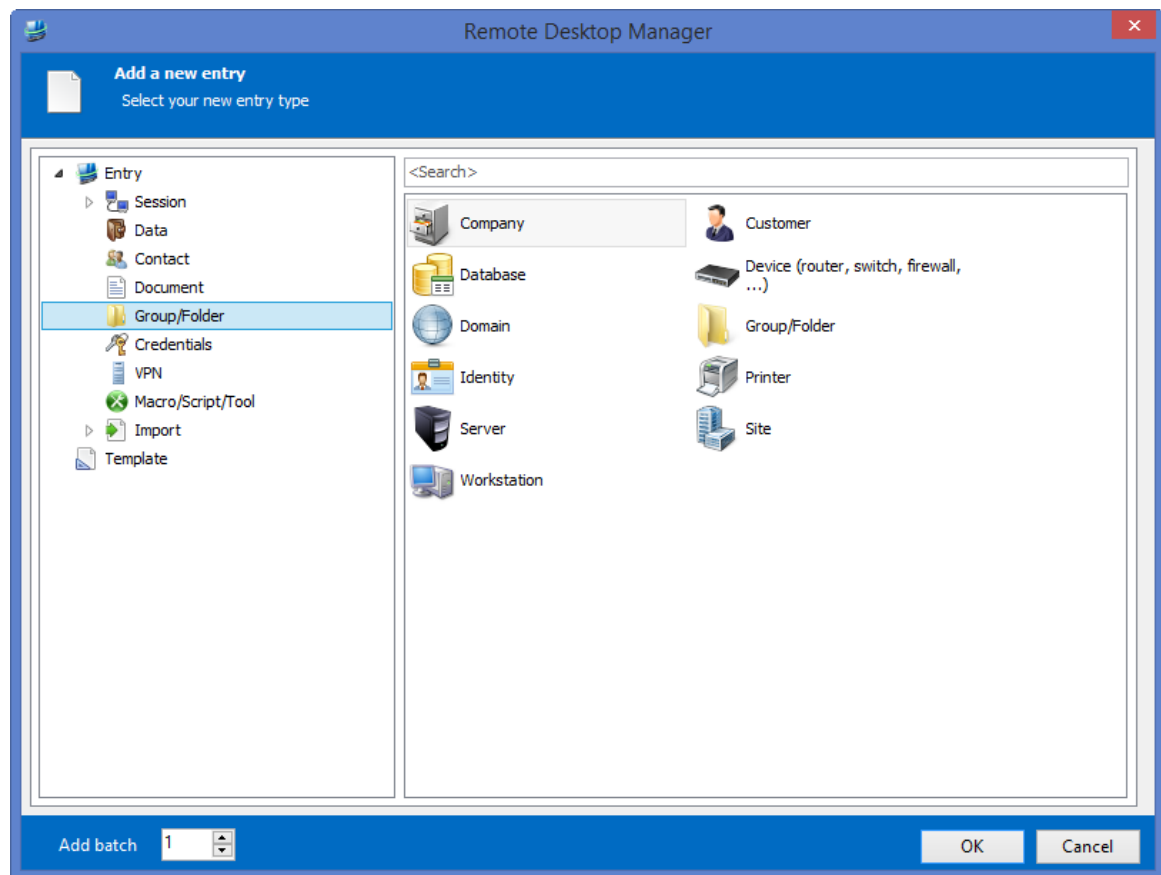 Remote Desktop Manager
Add a new entry
Select your new entry type
Entry
Session
Data
Contact
Document
Group/Folder
Credentials
VPN
Macro/Script/Tool
Import
Template
<Search>
Company
Customer
Database
Device (router, switch, firewall,
...)
Domain
Group/Folder
Identity
Printer
Server
Site
Workstation
Add batch
1
OK
Cancel